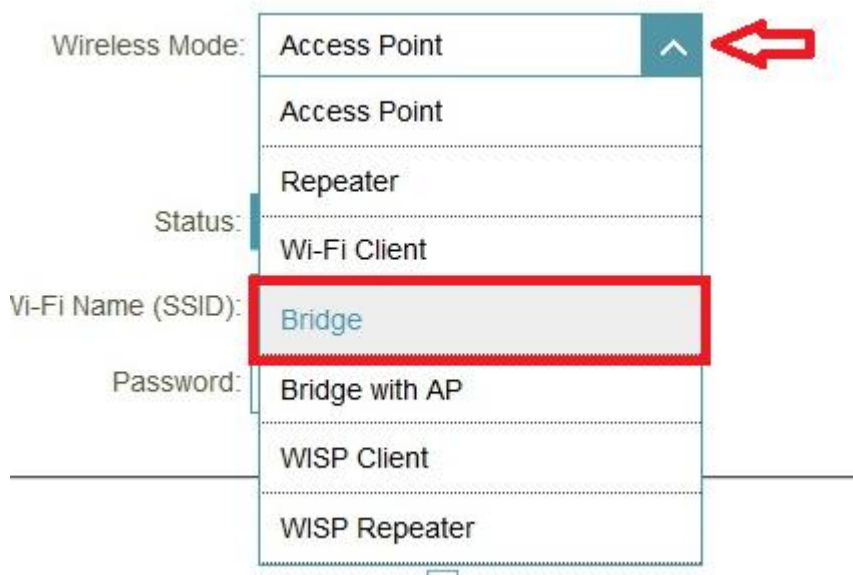 Wireless Mode: Access Point
Access Point
Repeater
Status:
Wi-Fi Client
Wi-Fi Name (SSID):
Bridge
Password:
Bridge with AP
WISP Client
WISP Repeater